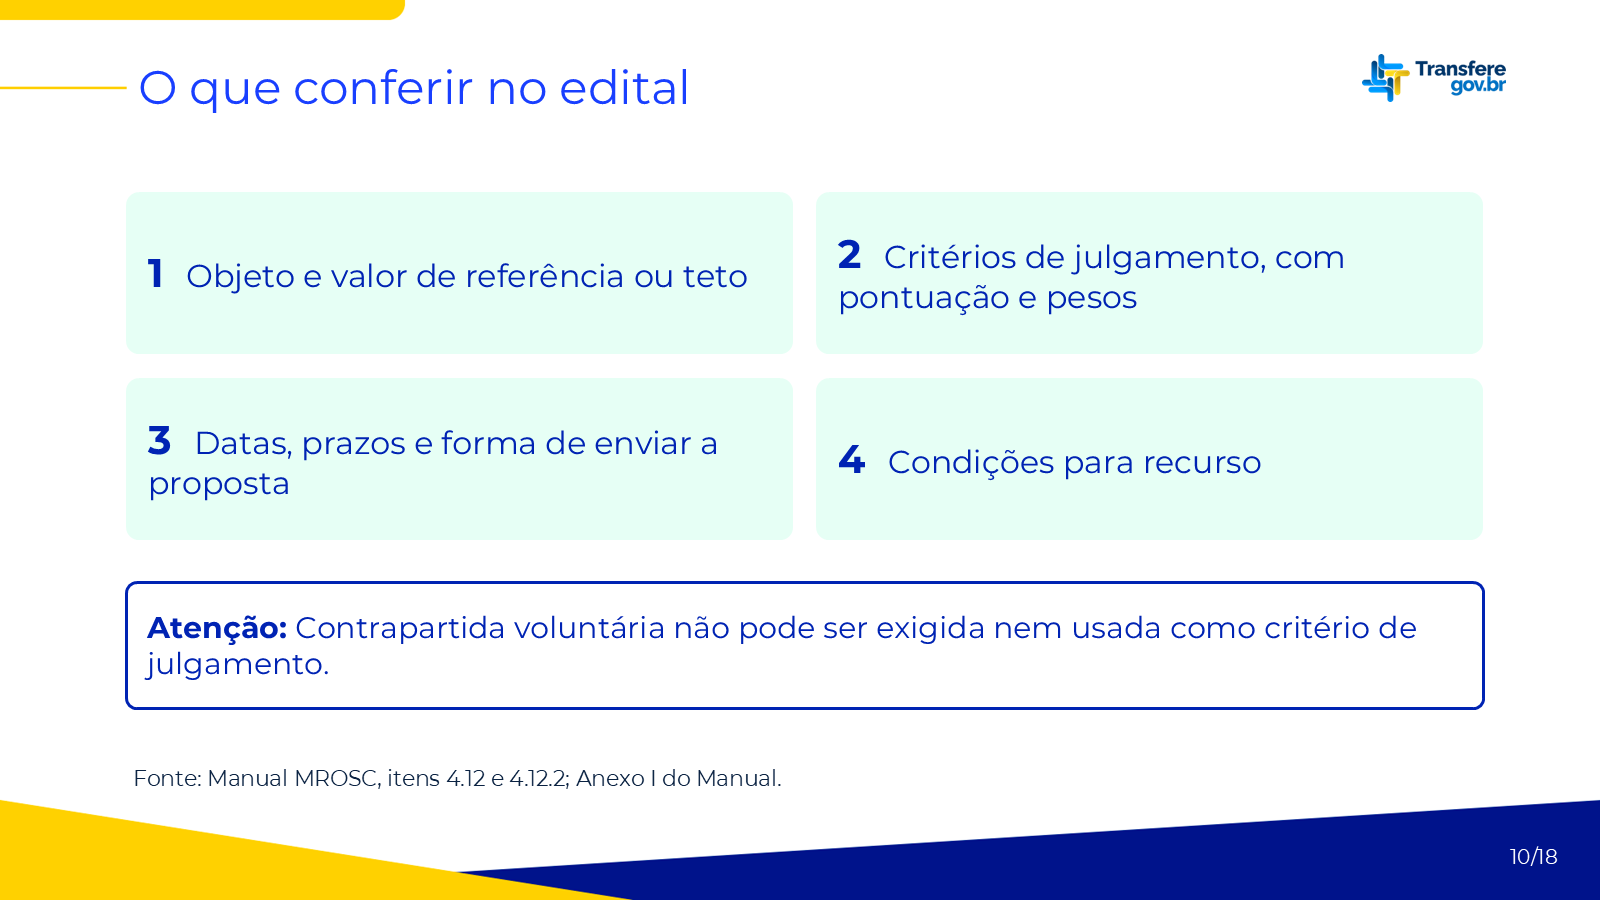 O que conferir no edital
Transfere
gov.br
1 Objeto e valor de referência ou teto
2 Critérios de julgamento, com
pontuação e pesos
3 Datas, prazos e forma de enviar a
proposta
4 Condições para recurso
Atenção: Contrapartida voluntária não pode ser exigida nem usada como critério de
julgamento.
Fonte: Manual MROSC, itens 4.12 e 4.12.2; Anexo I do Manual.
10/18